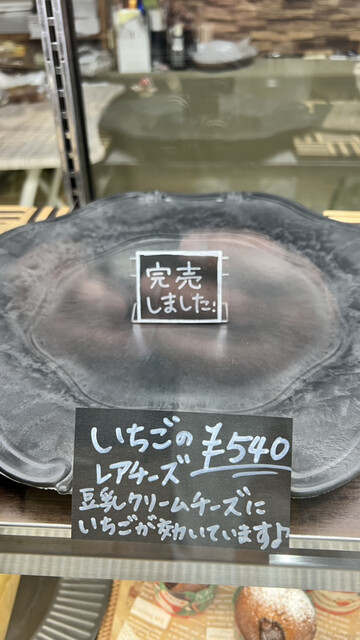 完売
しました!
いちごの ¥540
レアチーズ
豆乳クリームチーズに
いちごが効いています♪